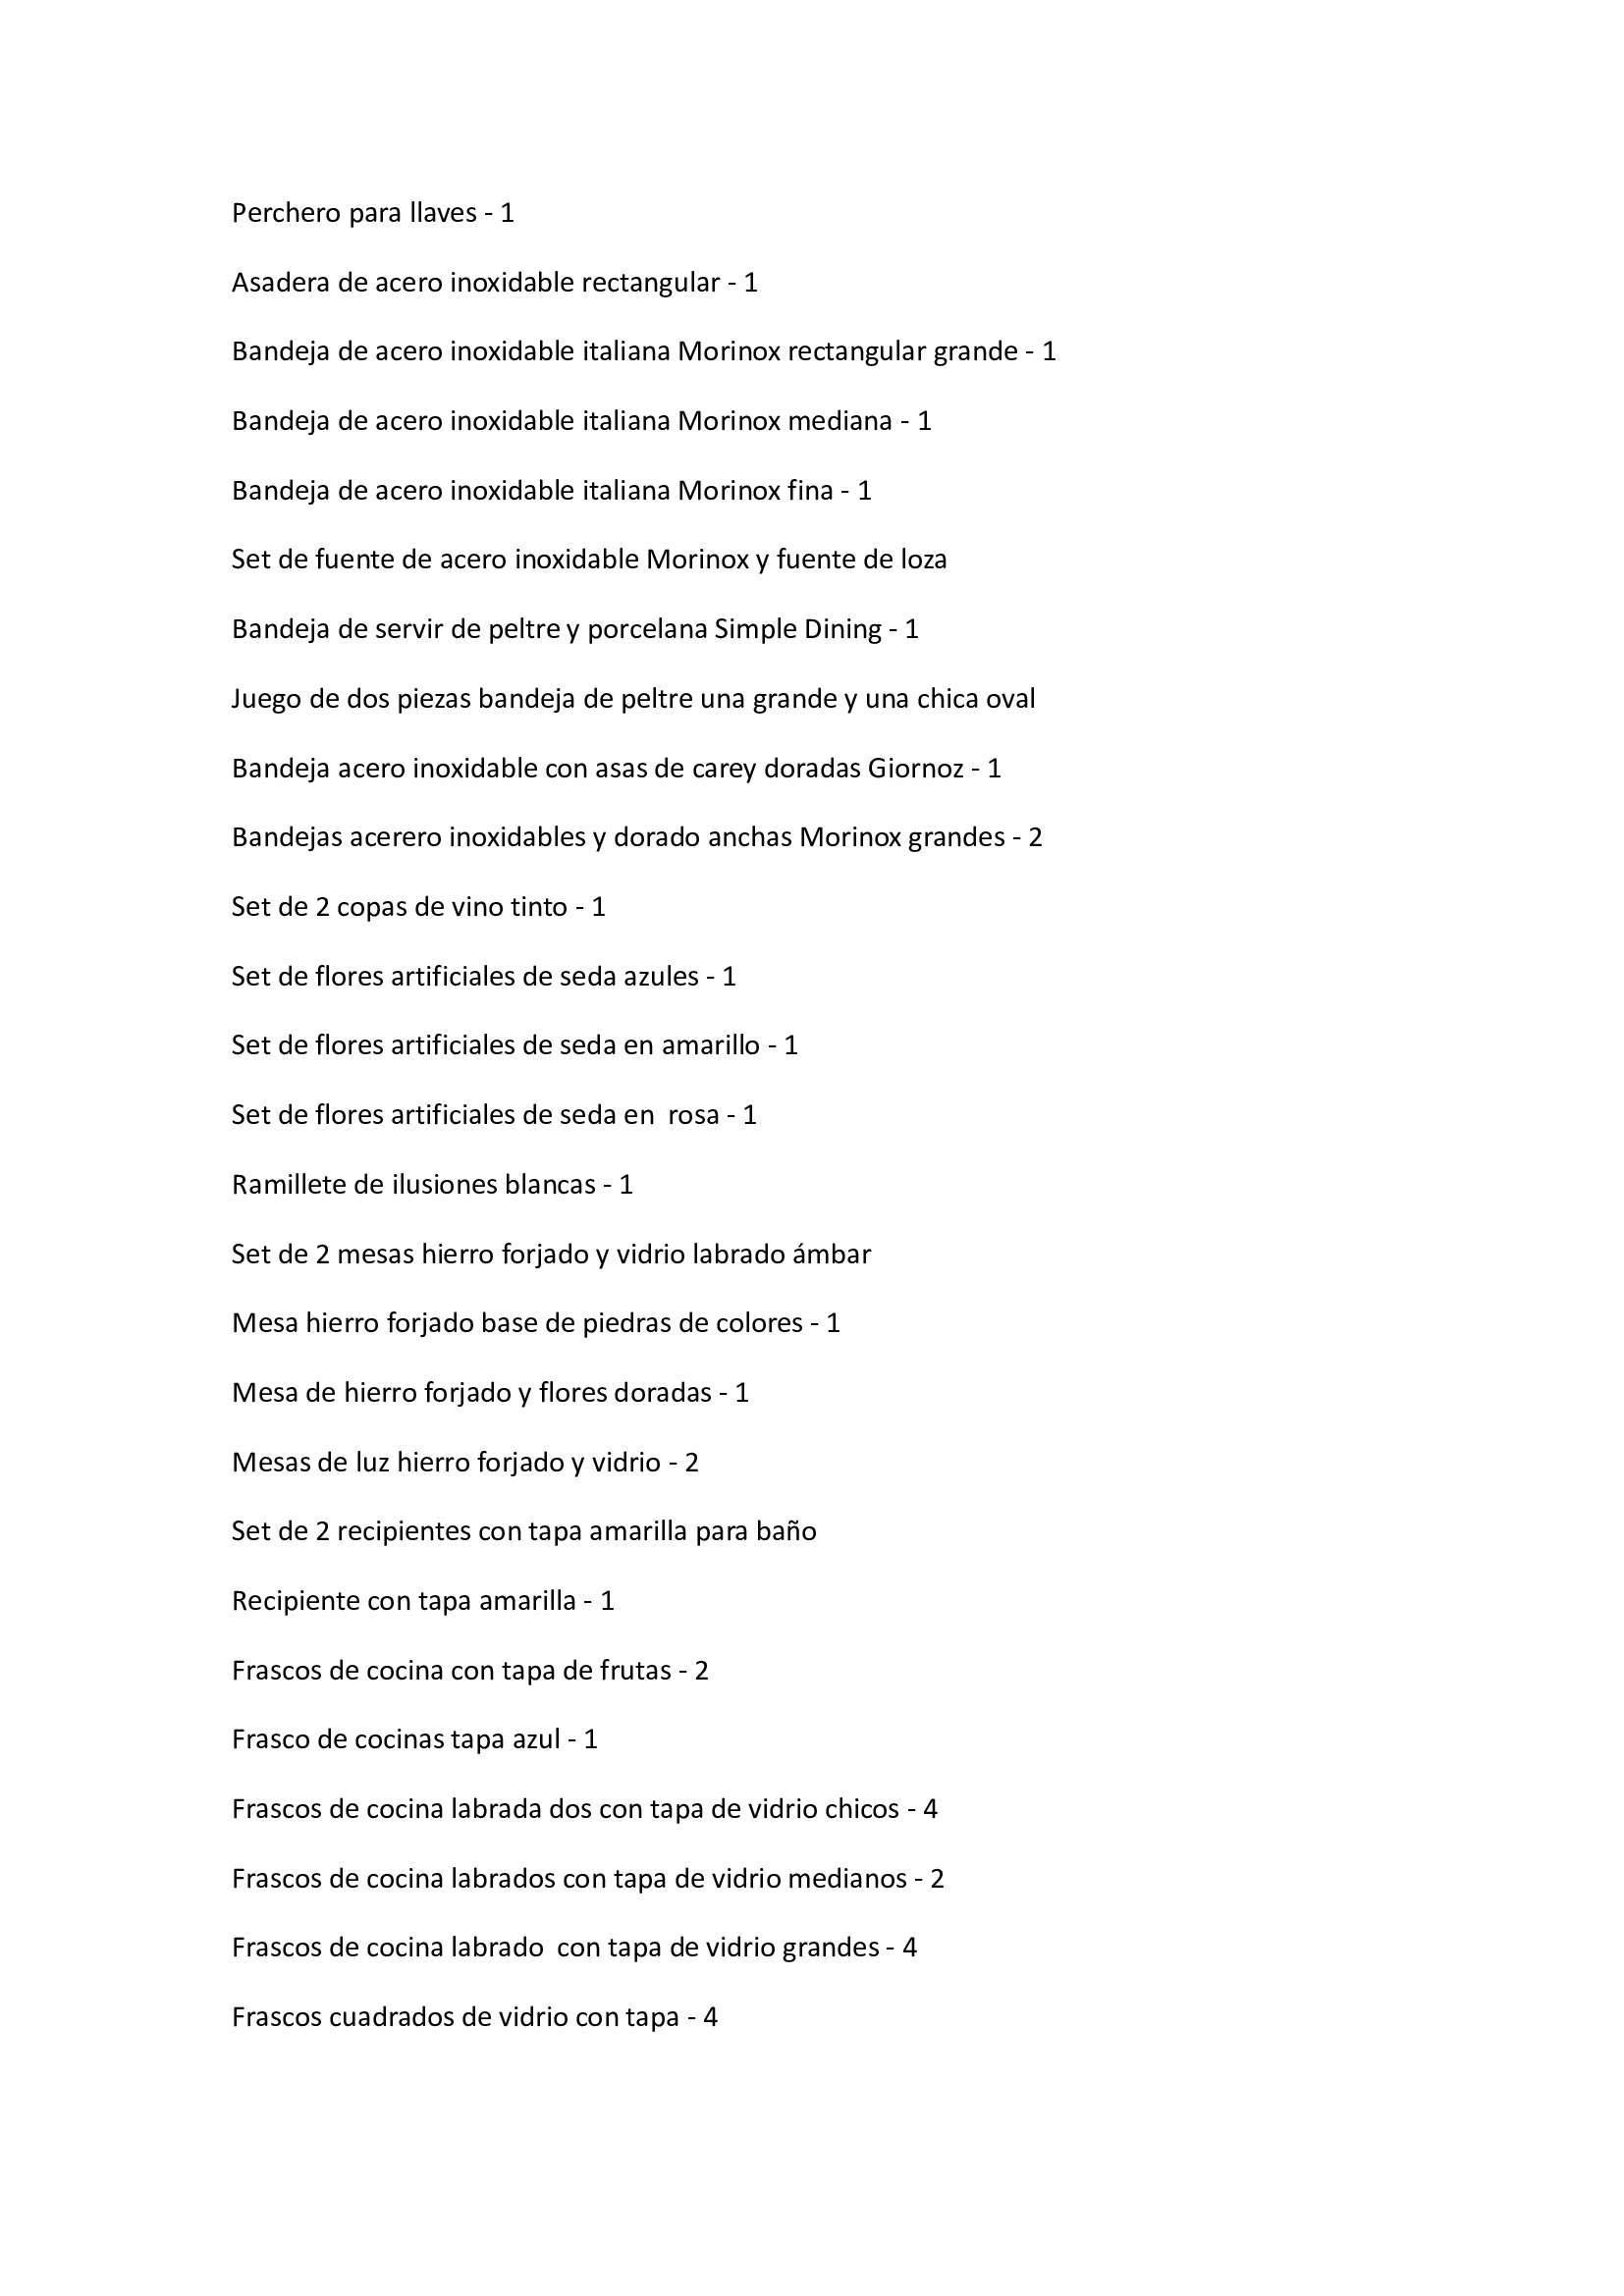 Perchero para llaves - 1
Asadera de acero inoxidable rectangular - 1
Bandeja de acero inoxidable italiana Morinox rectangular grande - 1
Bandeja de acero inoxidable italiana Morinox mediana - 1
Bandeja de acero inoxidable italiana Morinox fina - 1
Set de fuente de acero inoxidable Morinox y fuente de loza
Bandeja de servir de peltre y porcelana Simple Dining - 1
Juego de dos piezas bandeja de peltre una grande y una chica oval
Bandeja acero inoxidable con asas de carey doradas Giornoz - 1
Bandejas acerero inoxidables y dorado anchas Morinox grandes - 2
Set de 2 copas de vino tinto - 1
Set de flores artificiales de seda azules - 1
Set de flores artificiales de seda en amarillo - 1
Set de flores artificiales de seda en  rosa - 1
Ramillete de ilusiones blancas - 1
Set de 2 mesas hierro forjado y vidrio labrado ámbar
Mesa hierro forjado base de piedras de colores - 1
Mesa de hierro forjado y flores doradas - 1
Mesas de luz hierro forjado y vidrio - 2
Set de 2 recipientes con tapa amarilla para baño
Recipiente con tapa amarilla - 1
Frascos de cocina con tapa de frutas - 2
Frasco de cocinas tapa azul - 1
Frascos de cocina labrada dos con tapa de vidrio chicos - 4
Frascos de cocina labrados con tapa de vidrio medianos - 2
Frascos de cocina labrado  con tapa de vidrio grandes - 4
Frascos cuadrados de vidrio con tapa - 4